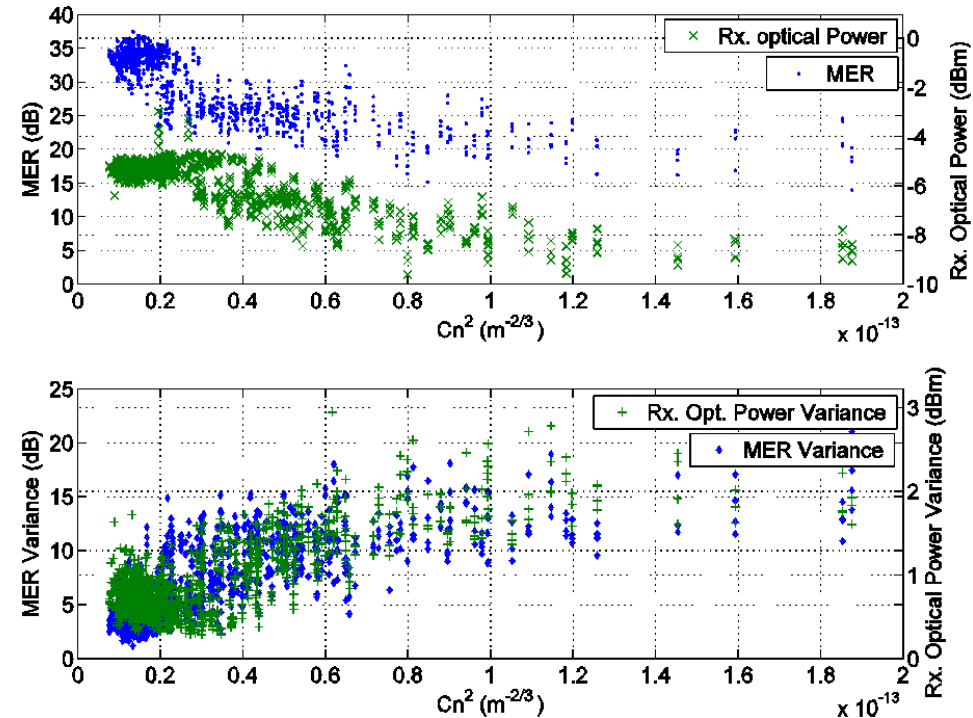 Rx. optical Power
MER
MER (dB)
40
35
30
25
20
15
10
5
0
0
-2
-4
-6
-8
-10
Rx. Optical Power (dBm)
0 0.2 0.4 0.6 0.8 1 1.2 1.4 1.6 1.8 2
Cn² (m⁻²ᐟ³)
x 10⁻¹³
Rx. Opt. Power Variance
MER Variance
MER Variance (dB)
25
20
15
10
5
0
3
2
1
0
Rx. Optical Power Variance (dBm)
0 0.2 0.4 0.6 0.8 1 1.2 1.4 1.6 1.8 2
Cn² (m⁻²ᐟ³)
x 10⁻¹³